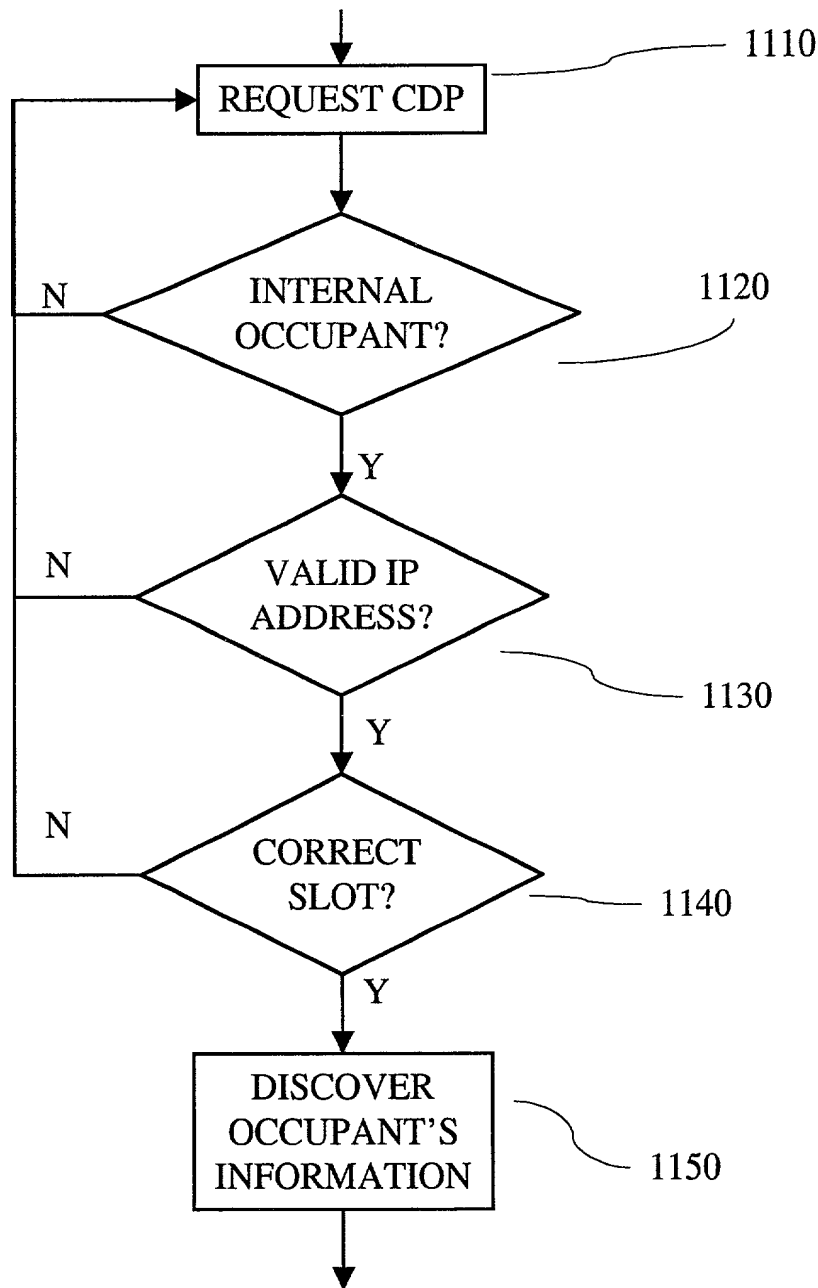 1110
REQUEST CDP
N
INTERNAL
OCCUPANT?
1120
Y
N
VALID IP
ADDRESS?
1130
Y
N
CORRECT
SLOT?
1140
Y
DISCOVER
OCCUPANT'S
INFORMATION
1150